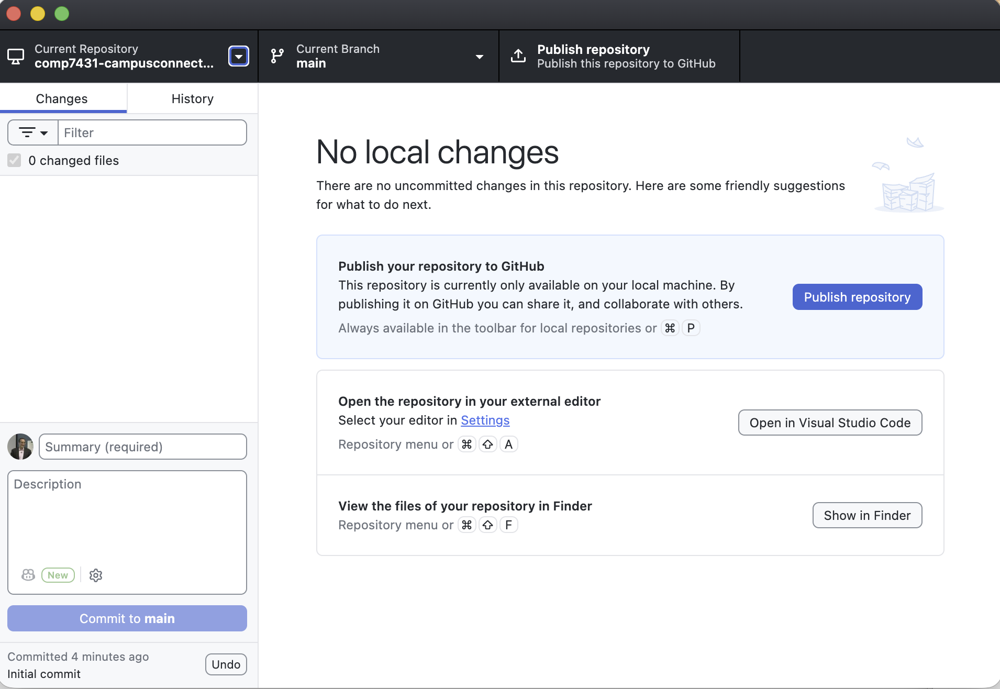 Current Repository
comp7431-campusconnect...
Current Branch
main
Publish repository
Publish this repository to GitHub
Changes
History
Filter
0 changed files
No local changes
There are no uncommitted changes in this repository. Here are some friendly suggestions
for what to do next.
Publish your repository to GitHub
This repository is currently only available on your local machine. By
publishing it on GitHub you can share it, and collaborate with others.
Always available in the toolbar for local repositories or ⌘ P
Publish repository
Open the repository in your external editor
Select your editor in Settings
Repository menu or ⌘ ⇧ A
Open in Visual Studio Code
View the files of your repository in Finder
Repository menu or ⌘ ⇧ F
Show in Finder
Summary (required)
Description
New
Commit to main
Committed 4 minutes ago
Initial commit
Undo